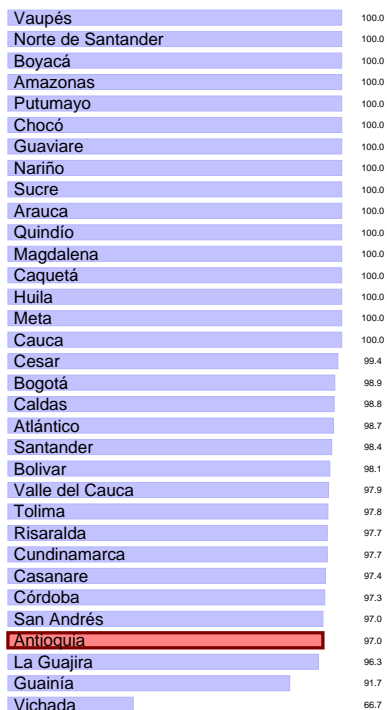 Vaupés 100.0
Norte de Santander 100.0
Boyacá 100.0
Amazonas 100.0
Putumayo 100.0
Chocó 100.0
Guaviare 100.0
Nariño 100.0
Sucre 100.0
Arauca 100.0
Quindío 100.0
Magdalena 100.0
Caquetá 100.0
Huila 100.0
Meta 100.0
Cauca 100.0
Cesar 99.4
Bogotá 98.9
Caldas 98.8
Atlántico 98.7
Santander 98.4
Bolivar 98.1
Valle del Cauca 97.9
Tolima 97.8
Risaralda 97.7
Cundinamarca 97.7
Casanare 97.4
Córdoba 97.3
San Andrés 97.0
Antioquia 97.0
La Guajira 96.3
Guainía 91.7
Vichada 66.7